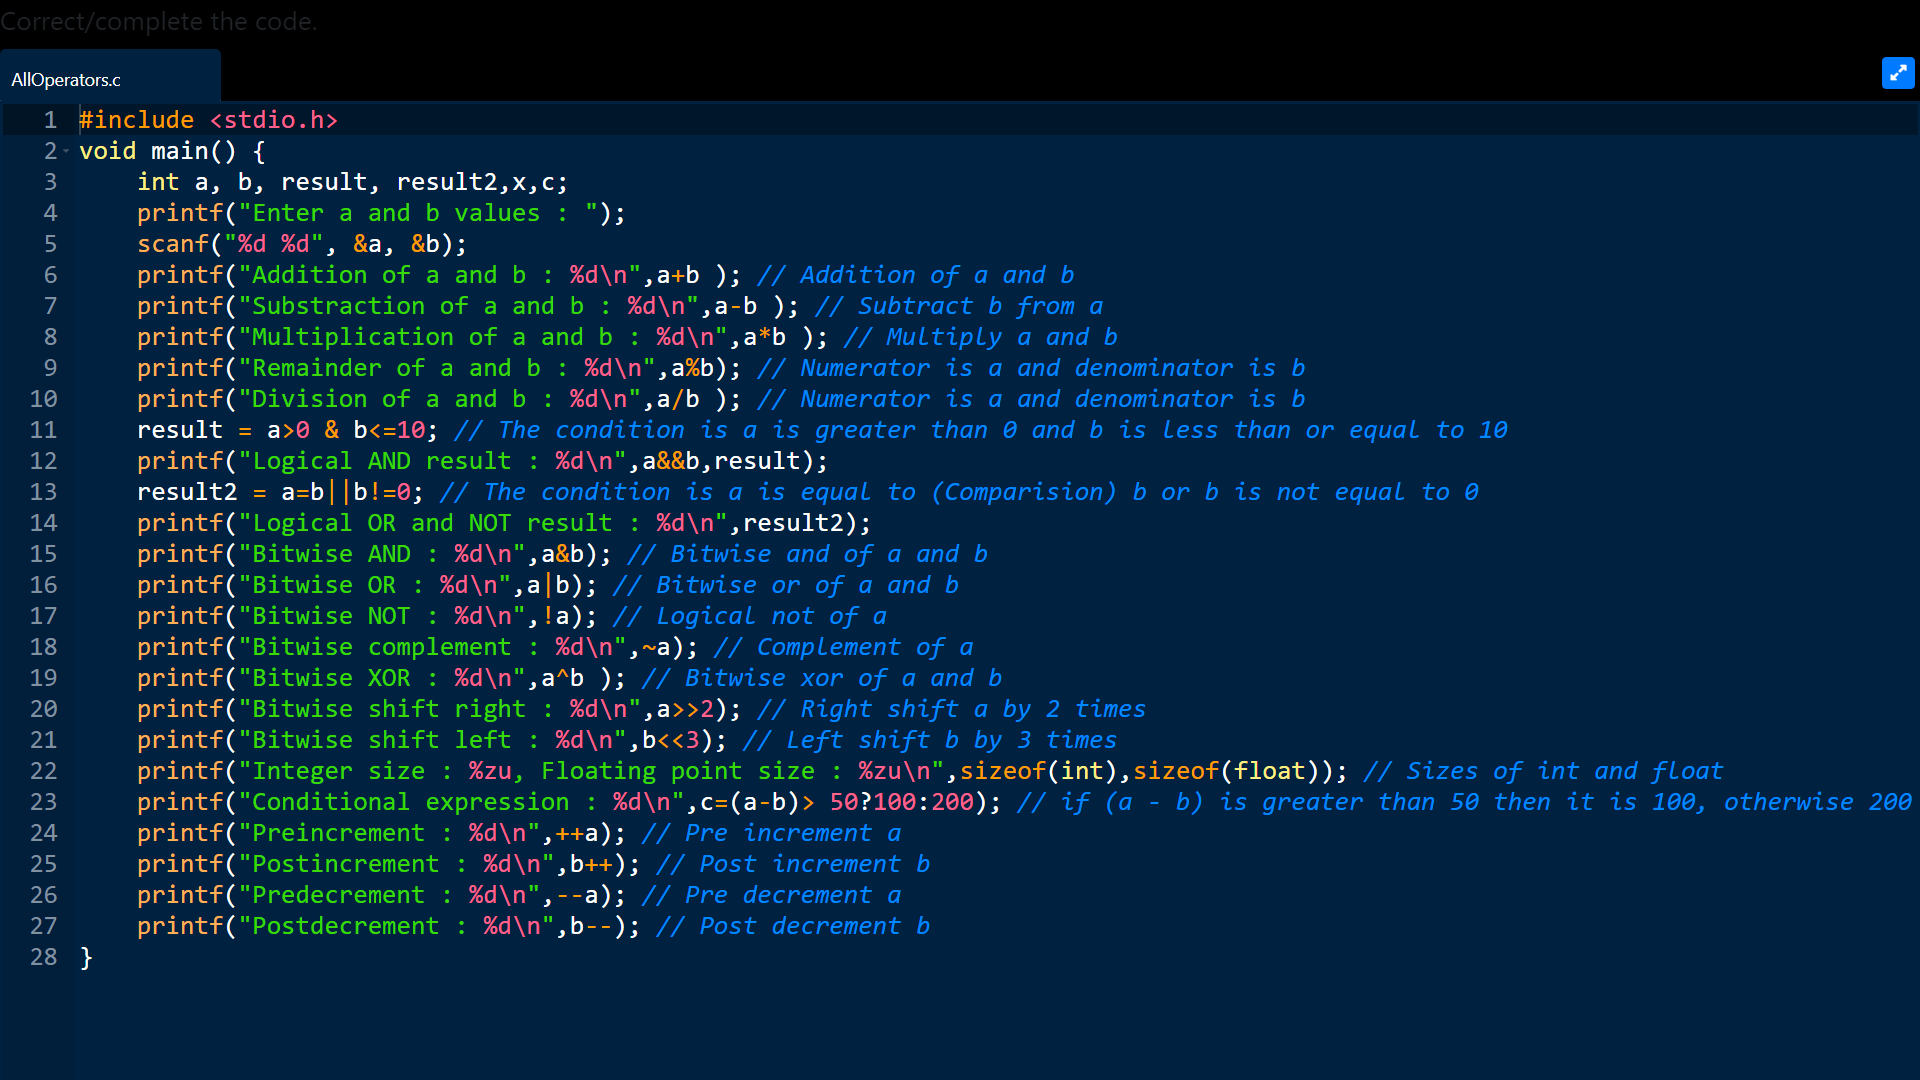 Correct/complete the code.
AllOperators.c
1 #include <stdio.h>
2 void main() {
3 int a, b, result, result2,x,c;
4 printf("Enter a and b values : ");
5 scanf("%d %d", &a, &b);
6 printf("Addition of a and b : %d\n",a+b ); // Addition of a and b
7 printf("Substraction of a and b : %d\n",a-b ); // Subtract b from a
8 printf("Multiplication of a and b : %d\n",a*b ); // Multiply a and b
9 printf("Remainder of a and b : %d\n",a%b); // Numerator is a and denominator is b
10 printf("Division of a and b : %d\n",a/b ); // Numerator is a and denominator is b
11 result = a>0 & b<=10; // The condition is a is greater than 0 and b is less than or equal to 10
12 printf("Logical AND result : %d\n",a&&b,result);
13 result2 = a=b||b!=0; // The condition is a is equal to (Comparision) b or b is not equal to 0
14 printf("Logical OR and NOT result : %d\n",result2);
15 printf("Bitwise AND : %d\n",a&b); // Bitwise and of a and b
16 printf("Bitwise OR : %d\n",a|b); // Bitwise or of a and b
17 printf("Bitwise NOT : %d\n",!a); // Logical not of a
18 printf("Bitwise complement : %d\n",~a); // Complement of a
19 printf("Bitwise XOR : %d\n",a^b ); // Bitwise xor of a and b
20 printf("Bitwise shift right : %d\n",a>>2); // Right shift a by 2 times
21 printf("Bitwise shift left : %d\n",b<<3); // Left shift b by 3 times
22 printf("Integer size : %zu, Floating point size : %zu\n",sizeof(int),sizeof(float)); // Sizes of int and float
23 printf("Conditional expression : %d\n",c=(a-b)> 50?100:200); // if (a - b) is greater than 50 then it is 100, otherwise 200
24 printf("Preincrement : %d\n",++a); // Pre increment a
25 printf("Postincrement : %d\n",b++); // Post increment b
26 printf("Predecrement : %d\n",--a); // Pre decrement a
27 printf("Postdecrement : %d\n",b--); // Post decrement b
28 }